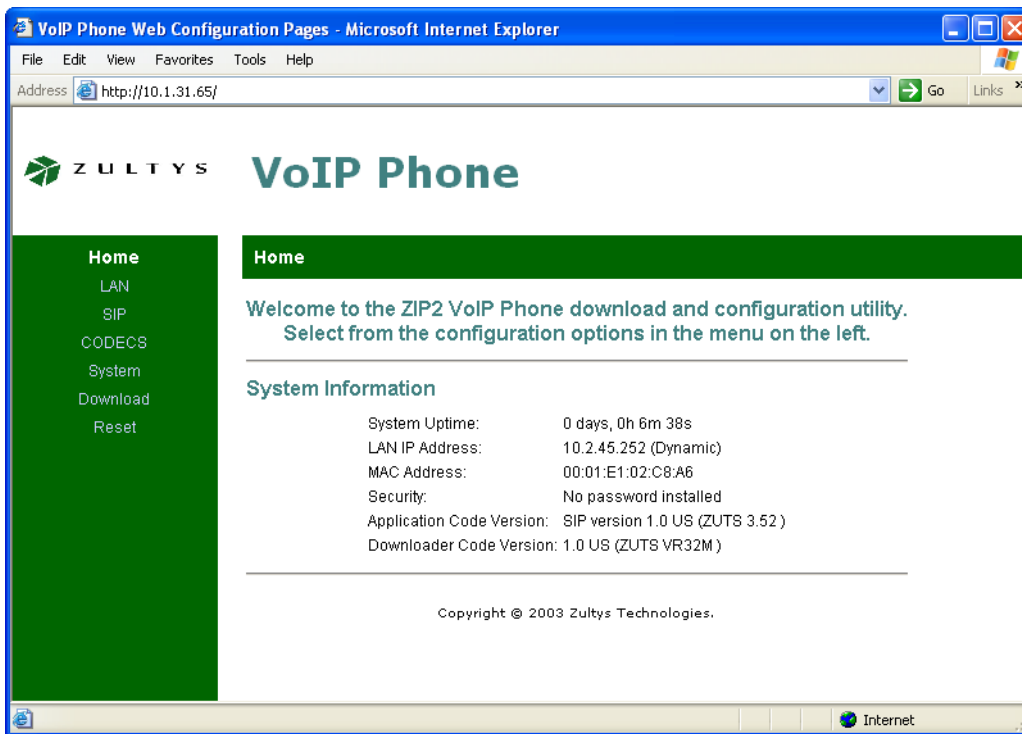 VoIP Phone Web Configuration Pages - Microsoft Internet Explorer
File Edit View Favorites Tools Help
Address http://10.1.31.65/ Go Links »
ZULTYS VoIP Phone
Home
LAN
SIP
CODECS
System
Download
Reset
Home
Welcome to the ZIP2 VoIP Phone download and configuration utility.
Select from the configuration options in the menu on the left.
System Information
System Uptime: 0 days, 0h 6m 38s
LAN IP Address: 10.2.45.252 (Dynamic)
MAC Address: 00:01:E1:02:C8:A6
Security: No password installed
Application Code Version: SIP version 1.0 US (ZUTS 3.52 )
Downloader Code Version: 1.0 US (ZUTS VR32M )
Copyright © 2003 Zultys Technologies.
Internet